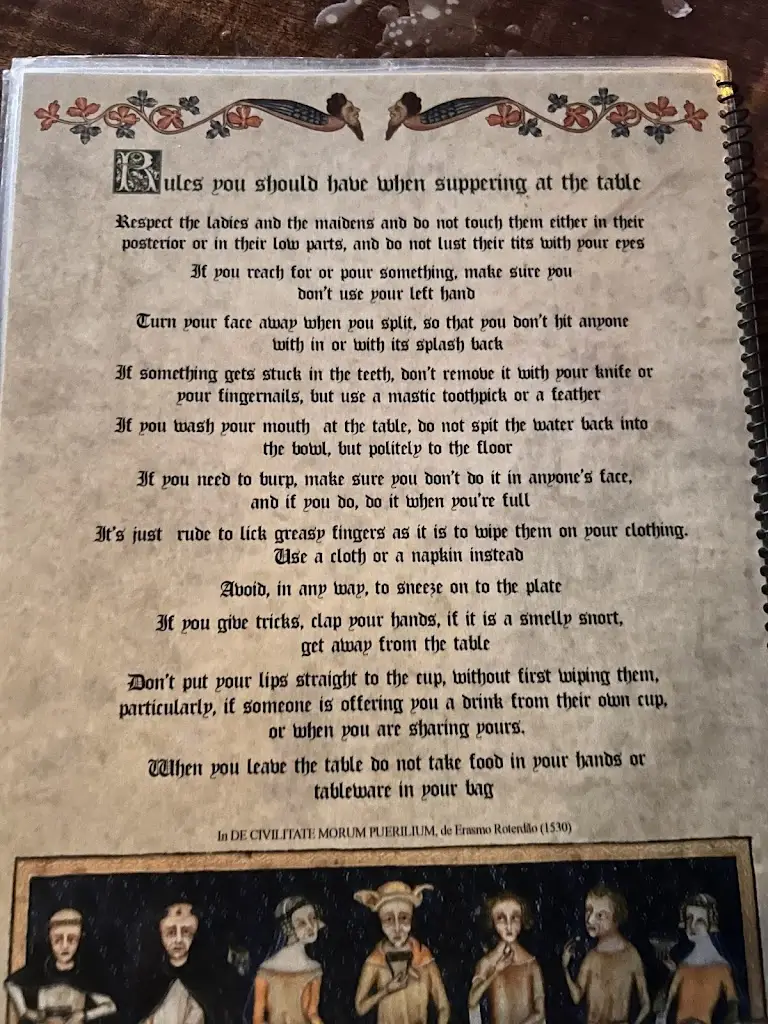 Rules you should have when suppering at the table
Respect the ladies and the maidens and do not touch them either in their
posterior or in their low parts, and do not lust their tits with your eyes
If you reach for or pour something, make sure you
don't use your left hand
Turn your face away when you split, so that you don't hit anyone
with in or with its splash back
If something gets stuck in the teeth, don't remove it with your knife or
your fingernails, but use a mastic toothpick or a feather
If you wash your mouth at the table, do not spit the water back into
the bowl, but politely to the floor
If you need to burp, make sure you don't do it in anyone's face,
and if you do, do it when you're full
It's just rude to lick greasy fingers as it is to wipe them on your clothing.
Use a cloth or a napkin instead
Avoid, in any way, to sneeze on to the plate
If you give tricks, clap your hands, if it is a smelly snort,
get away from the table
Don't put your lips straight to the cup, without first wiping them,
particularly, if someone is offering you a drink from their own cup,
or when you are sharing yours.
When you leave the table do not take food in your hands or
tableware in your bag
In DE CIVILITATE MORUM PUERILIUM, de Erasmo Roterdão (1530)